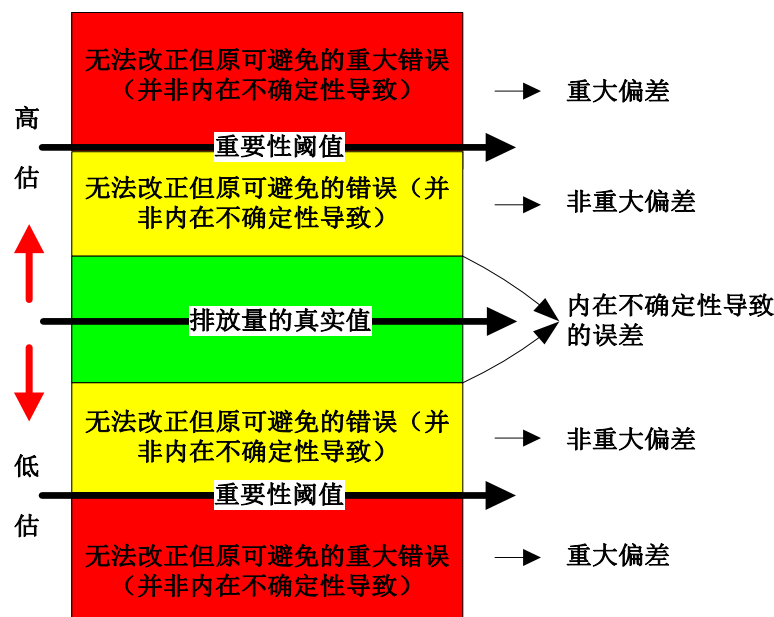 无法改正但原可避免的重大错误
（并非内在不确定性导致）
重大偏差
高
估
重要性阈值
无法改正但原可避免的错误（并
非内在不确定性导致）
非重大偏差
排放量的真实值
内在不确定性导致
的误差
无法改正但原可避免的错误（并
非内在不确定性导致）
非重大偏差
低
估
重要性阈值
无法改正但原可避免的重大错误
（并非内在不确定性导致）
重大偏差